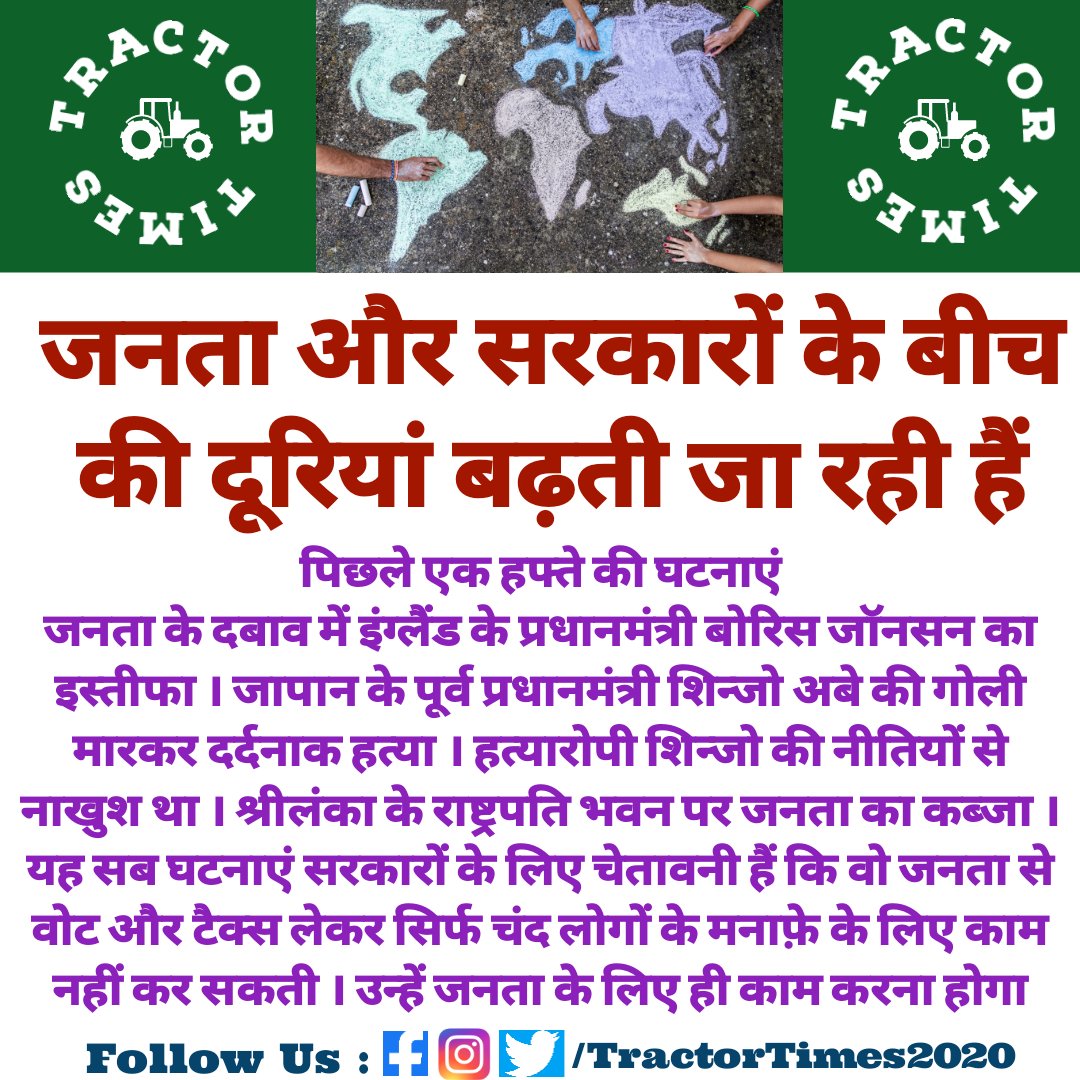 TRACTOR TIMES
TRACTOR TIMES
जनता और सरकारों के बीच
की दूरियां बढ़ती जा रही हैं
पिछले एक हफ्ते की घटनाएं
जनता के दबाव में इंग्लैंड के प्रधानमंत्री बोरिस जॉनसन का
इस्तीफा । जापान के पूर्व प्रधानमंत्री शिन्जो अबे की गोली
मारकर दर्दनाक हत्या । हत्यारोपी शिन्जो की नीतियों से
नाखुश था । श्रीलंका के राष्ट्रपति भवन पर जनता का कब्जा ।
यह सब घटनाएं सरकारों के लिए चेतावनी हैं कि वो जनता से
वोट और टैक्स लेकर सिर्फ चंद लोगों के मनाफ़े के लिए काम
नहीं कर सकती । उन्हें जनता के लिए ही काम करना होगा
Follow Us : /TractorTimes2020